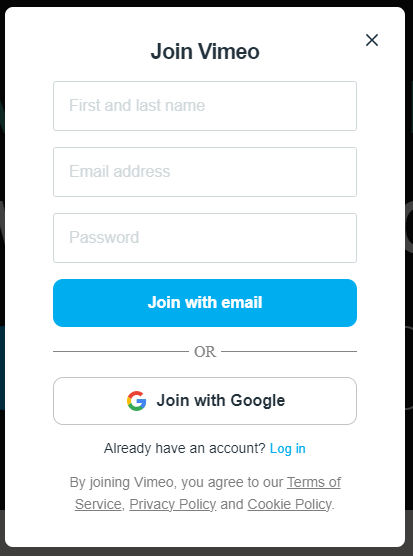 Join Vimeo
First and last name
Email address
Password
Join with email
OR
Join with Google
Already have an account? Log in
By joining Vimeo, you agree to our Terms of
Service, Privacy Policy and Cookie Policy.